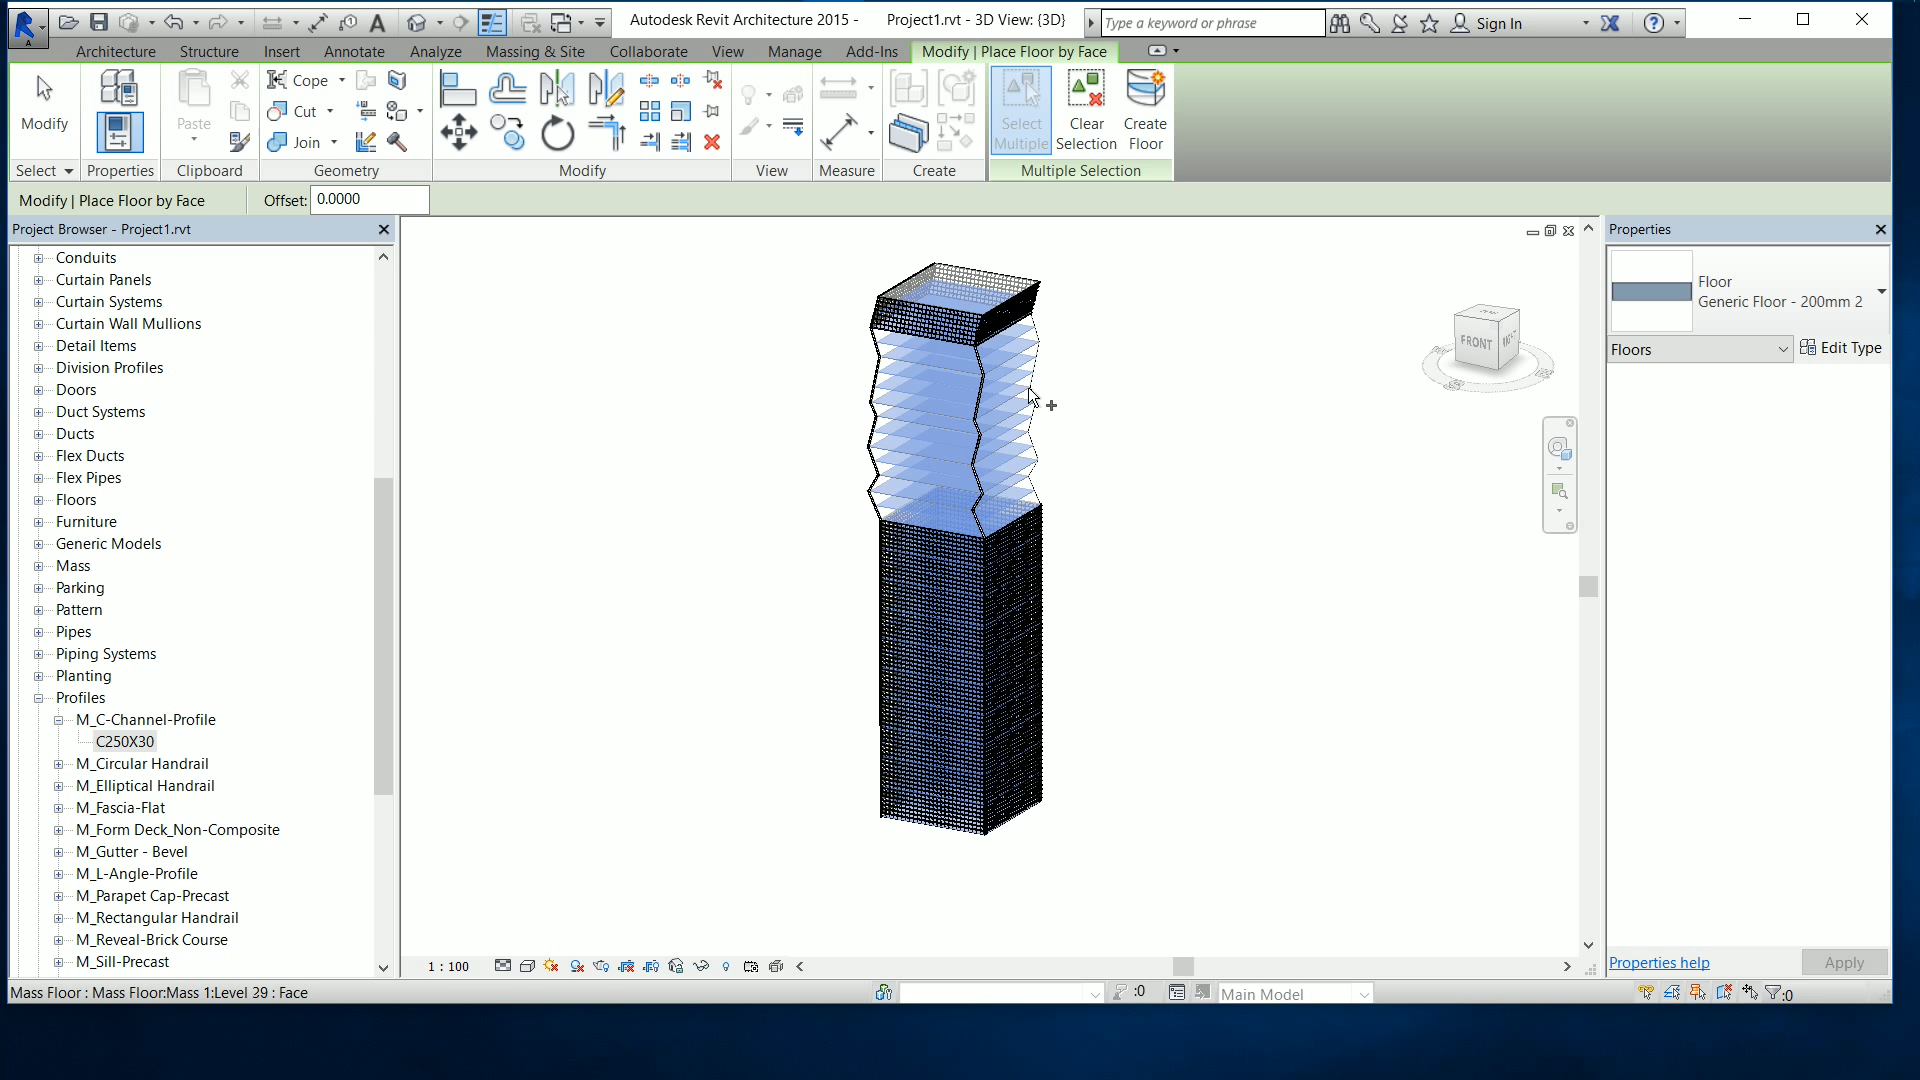 Autodesk Revit Architecture 2015 - Project1.rvt - 3D View: {3D}
Type a keyword or phrase
Sign In
Architecture Structure Insert Annotate Analyze Massing & Site Collaborate View Manage Add-Ins Modify | Place Floor by Face
Modify
Paste
Cope
Cut
Join
Select Multiple
Clear Selection
Create Floor
Select Properties Clipboard Geometry Modify View Measure Create Multiple Selection
Modify | Place Floor by Face Offset: 0.0000
Project Browser - Project1.rvt
Conduits
Curtain Panels
Curtain Systems
Curtain Wall Mullions
Detail Items
Division Profiles
Doors
Duct Systems
Ducts
Flex Ducts
Flex Pipes
Floors
Furniture
Generic Models
Mass
Parking
Pattern
Pipes
Piping Systems
Planting
Profiles
M_C-Channel-Profile
C250X30
M_Circular Handrail
M_Elliptical Handrail
M_Fascia-Flat
M_Form Deck_Non-Composite
M_Gutter - Bevel
M_L-Angle-Profile
M_Parapet Cap-Precast
M_Rectangular Handrail
M_Reveal-Brick Course
M_Sill-Precast
FRONT
Properties
Floor
Generic Floor - 200mm 2
Floors
Edit Type
Properties help
Apply
1 : 100
Mass Floor : Mass Floor:Mass 1:Level 29 : Face
:0
Main Model
:0